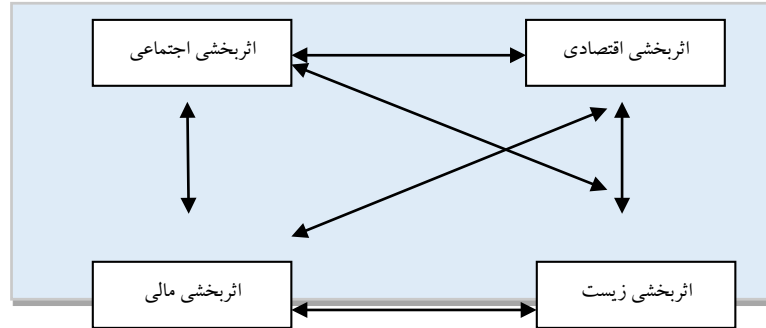 اثربخشی اقتصادی
اثربخشی اجتماعی
اثربخشی زیست
اثربخشی مالی